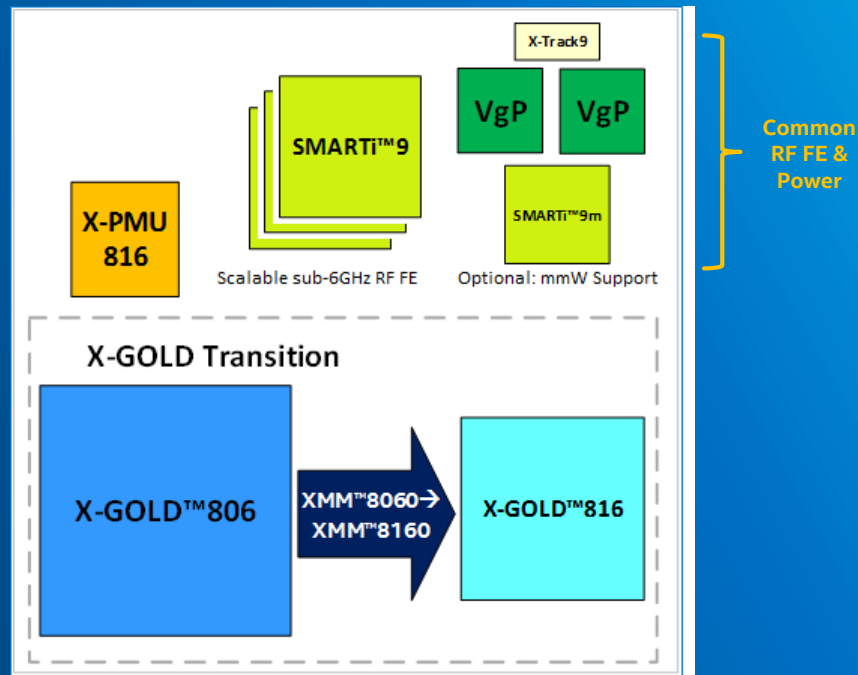 X-Track9
VgP
VgP
SMARTi™9
SMARTi™9m
X-PMU
816
Scalable sub-6GHz RF FE
Optional: mmW Support
Common
RF FE &
Power
X-GOLD Transition
X-GOLD™806
XMM™8060→
XMM™8160
X-GOLD™816